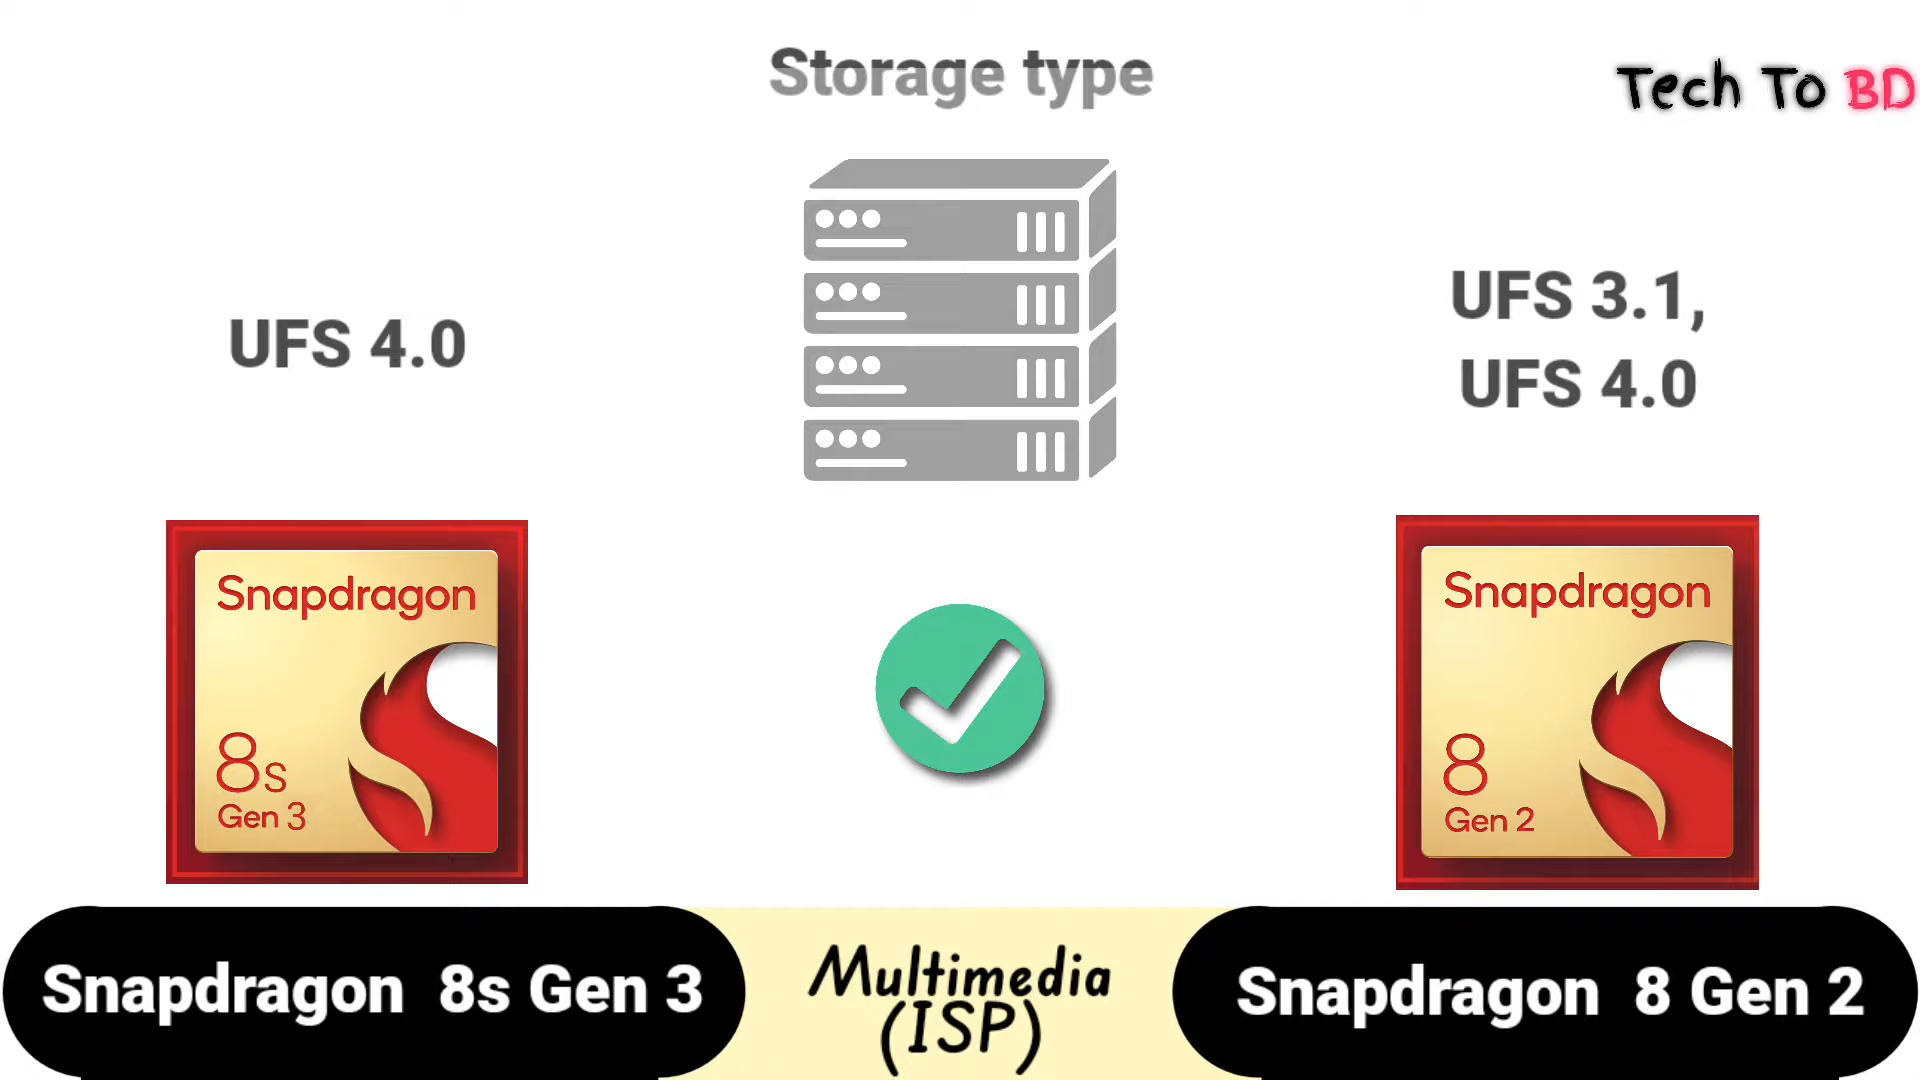 Storage type
Tech To BD
UFS 4.0
UFS 3.1,
UFS 4.0
Snapdragon
8s
Gen 3
Snapdragon
8
Gen 2
Snapdragon 8s Gen 3
Multimedia
(ISP)
Snapdragon 8 Gen 2